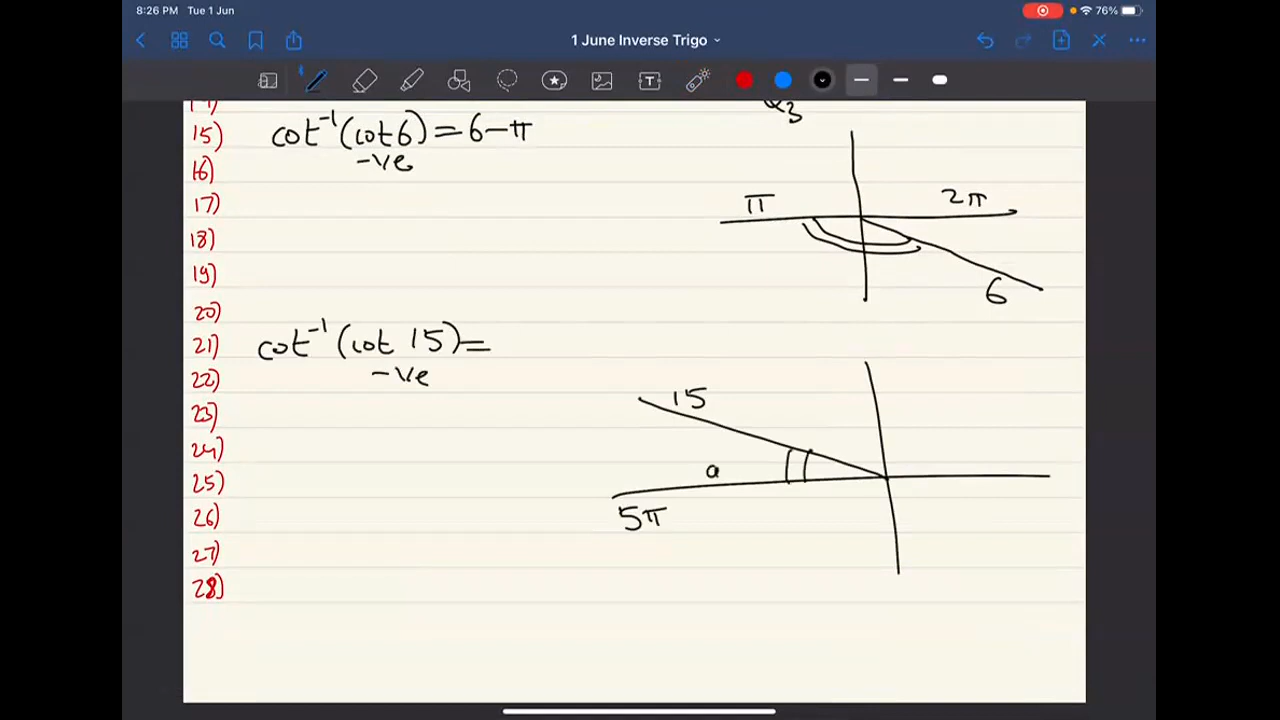 8:26 PM Tue 1 Jun
76%
1 June Inverse Trigo
α3
15) cot⁻¹(cot6)=6-π
-ve
16)
17)
π
2π
18)
19)
6
20)
21) cot⁻¹(cot 15)=
-ve
22)
23)
15
24)
a
25)
26)
5π
27)
28)